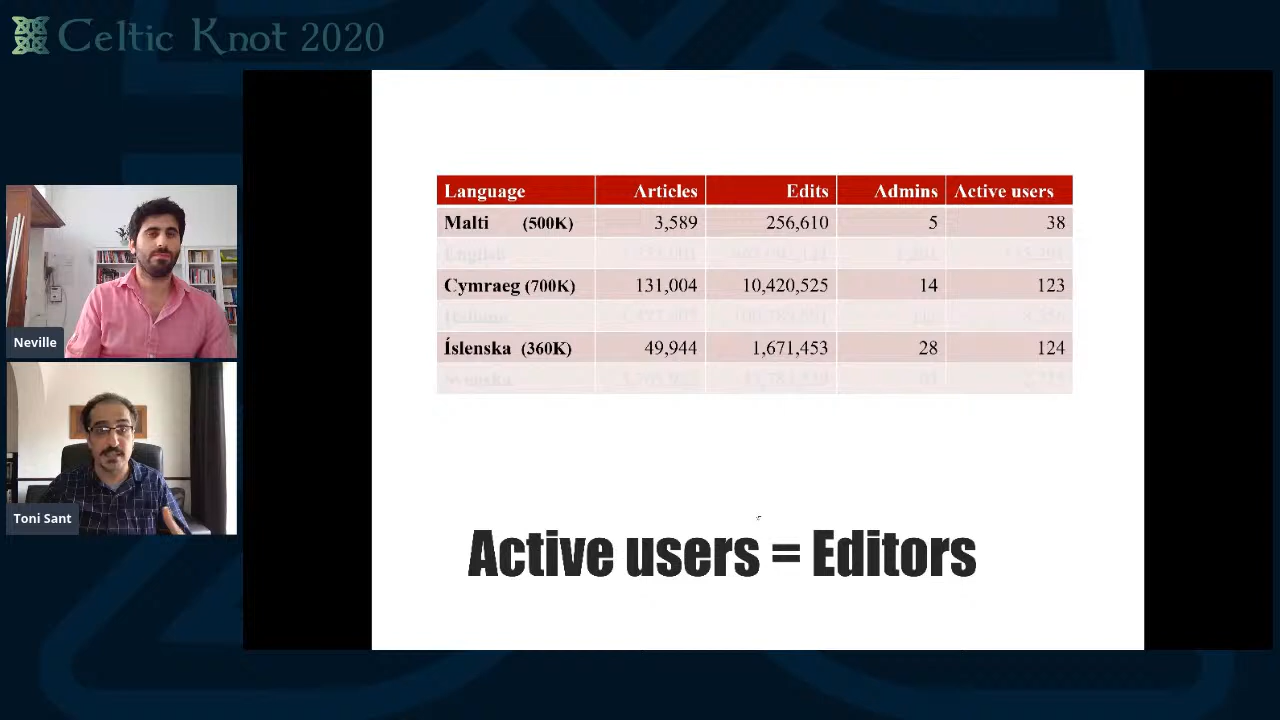 Celtic Knot 2020
Language Articles Edits Admins Active users
Malti (500K) 3,589 256,610 5 38
English
Cymraeg (700K) 131,004 10,420,525 14 123
Íslenska (360K) 49,944 1,671,453 28 124
Svenska
Neville
Toni Sant
Active users = Editors